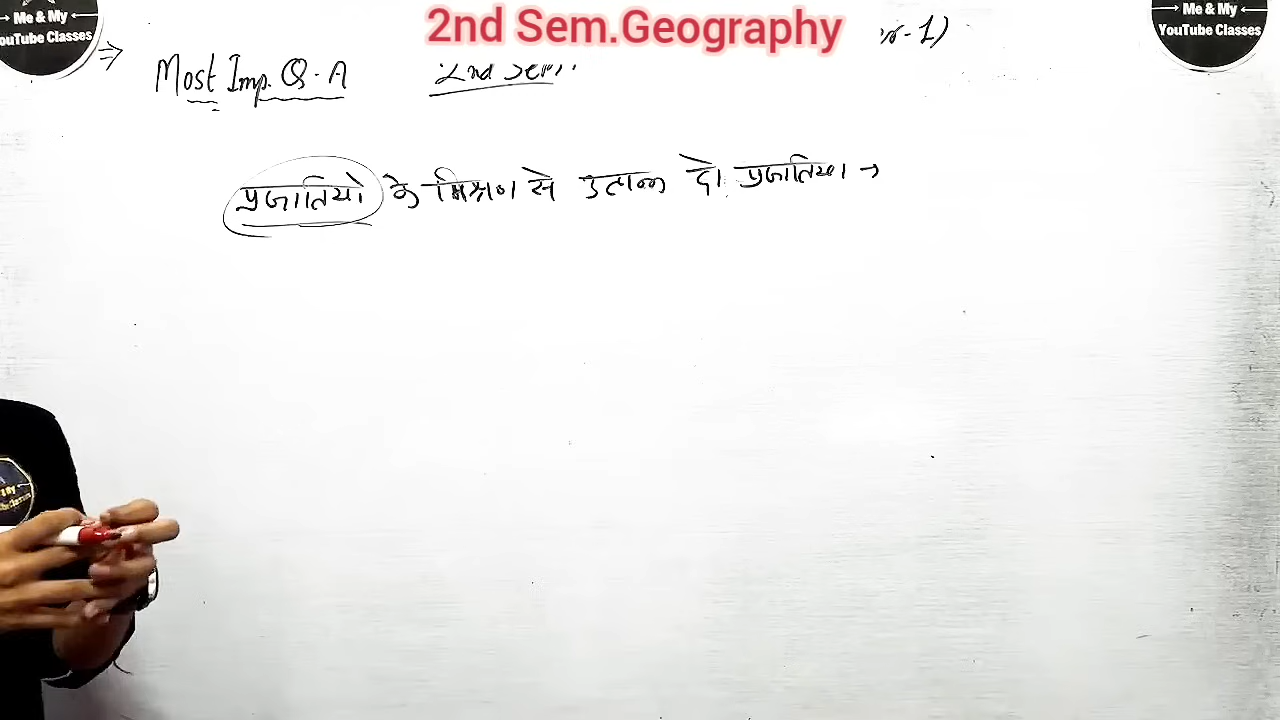 Me & My
YouTube Classes
2nd Sem.Geography
Me & My
YouTube Classes
Most Imp. Q. A 2nd Sem.
प्रजातियो के मिश्रण से उत्पन्न दो प्रजातिया →